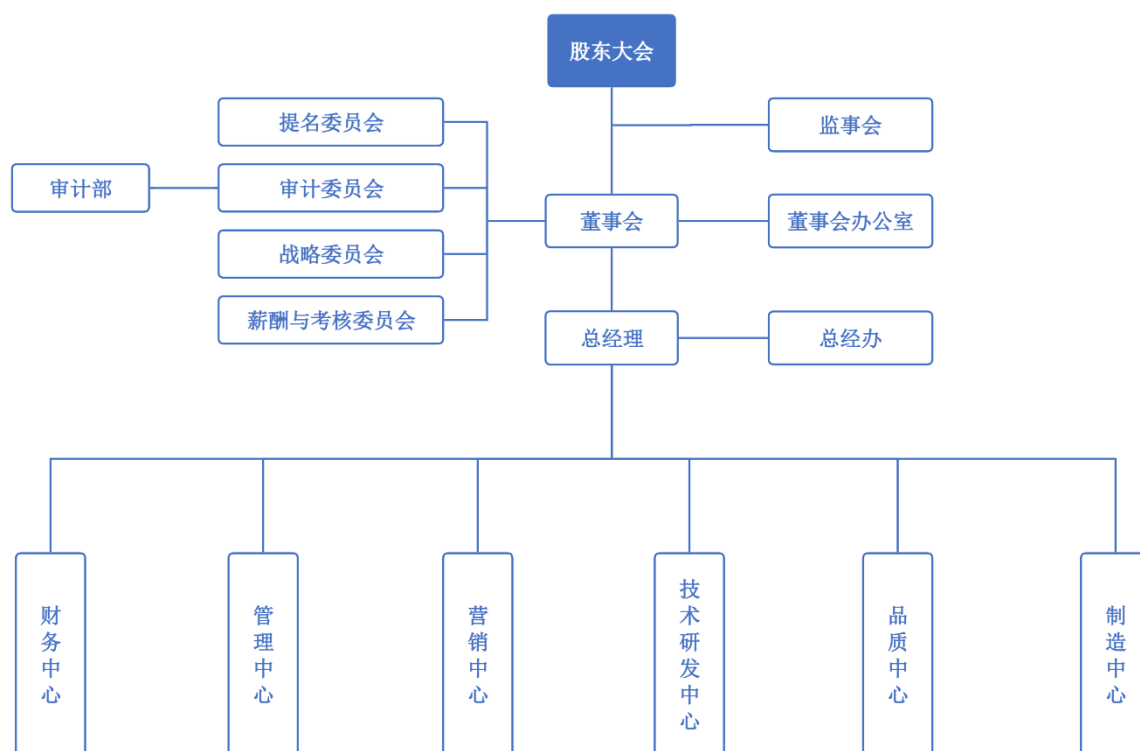 股东大会
提名委员会
监事会
审计部
审计委员会
董事会
董事会办公室
战略委员会
薪酬与考核委员会
总经理
总经办
财务中心
管理中心
营销中心
技术研发中心
品质中心
制造中心